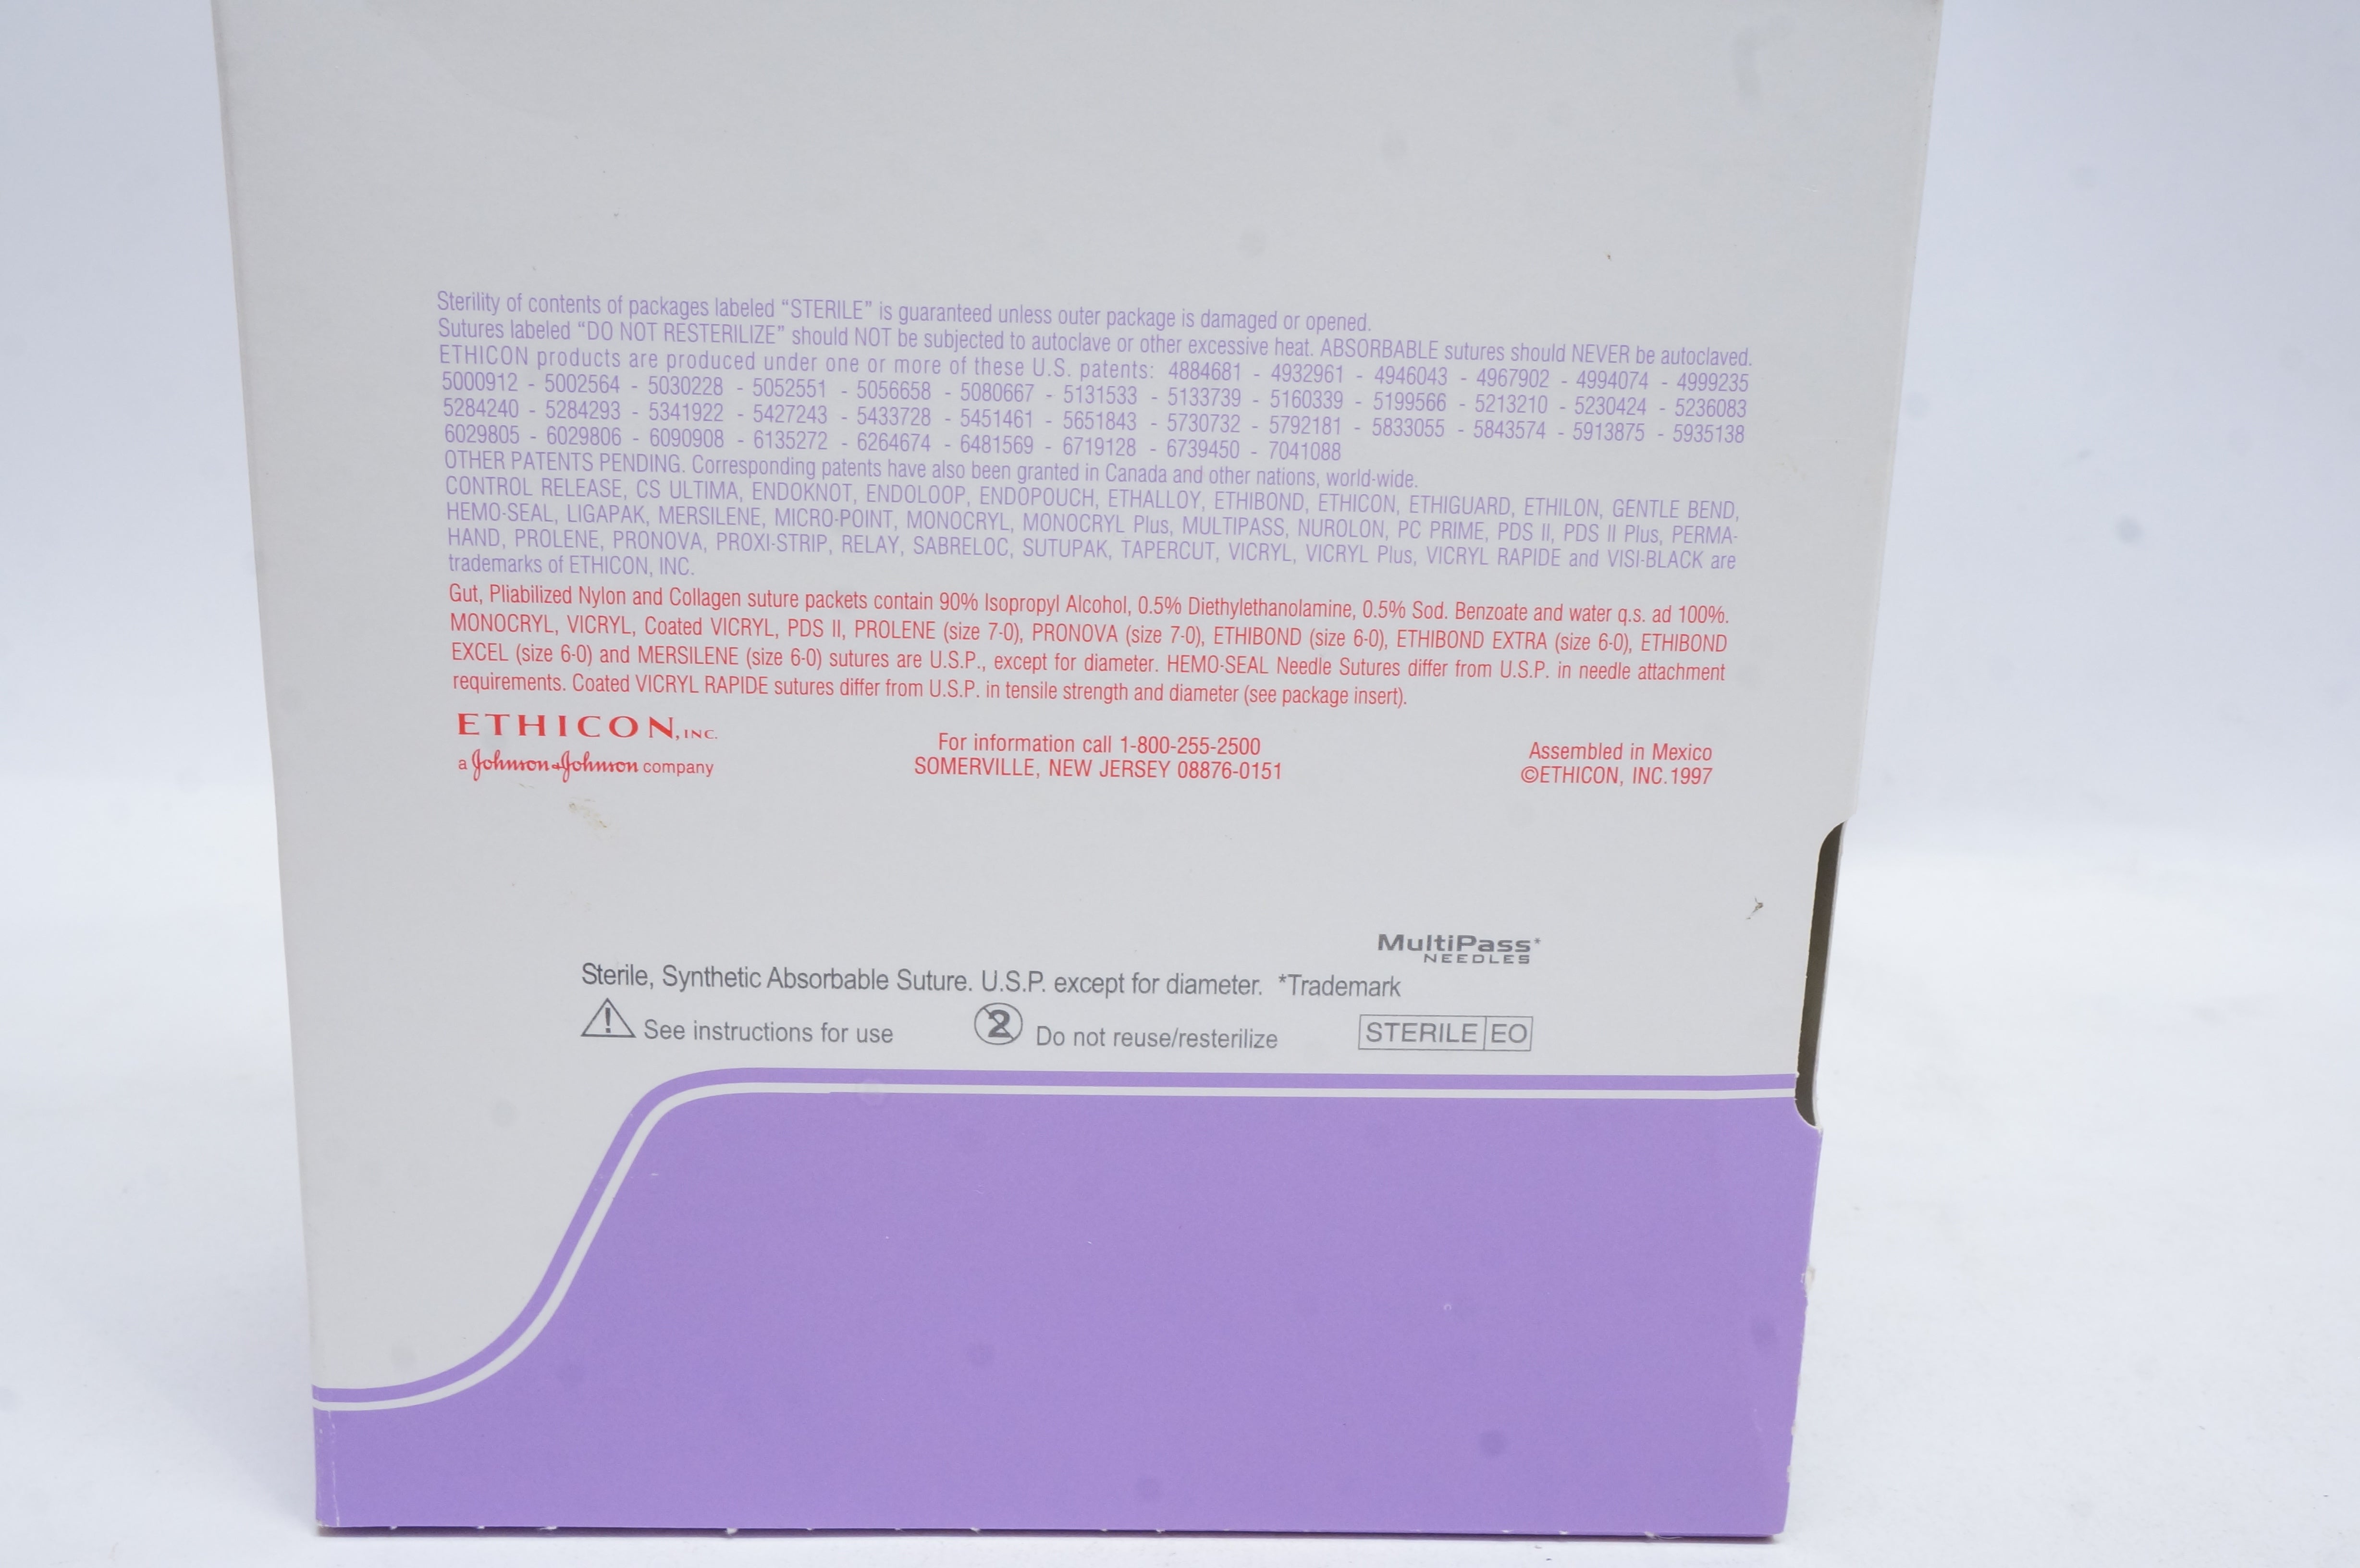 Sterility of contents of packages labeled “STERILE” is guaranteed unless outer package is damaged or opened.
Sutures labeled “DO NOT RESTERILIZE” should NOT be subjected to autoclave or other excessive heat. ABSORBABLE sutures should NEVER be autoclaved.
ETHICON products are produced under one or more of these U.S. patents: 4884681 - 4932961 - 4946043 - 4967902 - 4994074 - 4999235
5000912 - 5002564 - 5030228 - 5052551 - 5056658 - 5080667 - 5131533 - 5133739 - 5160339 - 5199566 - 5213210 - 5230424 - 5236083
5284240 - 5284293 - 5341922 - 5427243 - 5433728 - 5451461 - 5651843 - 5730732 - 5792181 - 5833055 - 5843574 - 5913875 - 5935138
6029805 - 6029806 - 6090908 - 6135272 - 6264674 - 6481569 - 6719128 - 6739450 - 7041088
OTHER PATENTS PENDING. Corresponding patents have also been granted in Canada and other nations, world-wide.
CONTROL RELEASE, CS ULTIMA, ENDOKNOT, ENDOLOOP, ENDOPOUCH, ETHALLOY, ETHIBOND, ETHICON, ETHIGUARD, ETHILON, GENTLE BEND,
HEMO-SEAL, LIGAPAK, MERSILENE, MICRO-POINT, MONOCRYL, MONOCRYL Plus, MULTIPASS, NUROLON, PC PRIME, PDS II, PDS II Plus, PERMA-
HAND, PROLENE, PRONOVA, PROXI-STRIP, RELAY, SABRELOC, SUTUPAK, TAPERCUT, VICRYL, VICRYL Plus, VICRYL RAPIDE and VISI-BLACK are
trademarks of ETHICON, INC.
Gut, Pliabilized Nylon and Collagen suture packets contain 90% Isopropyl Alcohol, 0.5% Diethylethanolamine, 0.5% Sod. Benzoate and water q.s. ad 100%.
MONOCRYL, VICRYL, Coated VICRYL, PDS II, PROLENE (size 7-0), PRONOVA (size 7-0), ETHIBOND (size 6-0), ETHIBOND EXTRA (size 6-0), ETHIBOND
EXCEL (size 6-0) and MERSILENE (size 6-0) sutures are U.S.P., except for diameter. HEMO-SEAL Needle Sutures differ from U.S.P. in needle attachment
requirements. Coated VICRYL RAPIDE sutures differ from U.S.P. in tensile strength and diameter (see package insert).
ETHICON, INC.
a Johnson & Johnson company
For information call 1-800-255-2500
SOMERVILLE, NEW JERSEY 08876-0151
Assembled in Mexico
©ETHICON, INC.1997
MultiPass*
NEEDLES
Sterile, Synthetic Absorbable Suture. U.S.P. except for diameter. *Trademark
! See instructions for use
2 Do not reuse/resterilize
STERILE EO